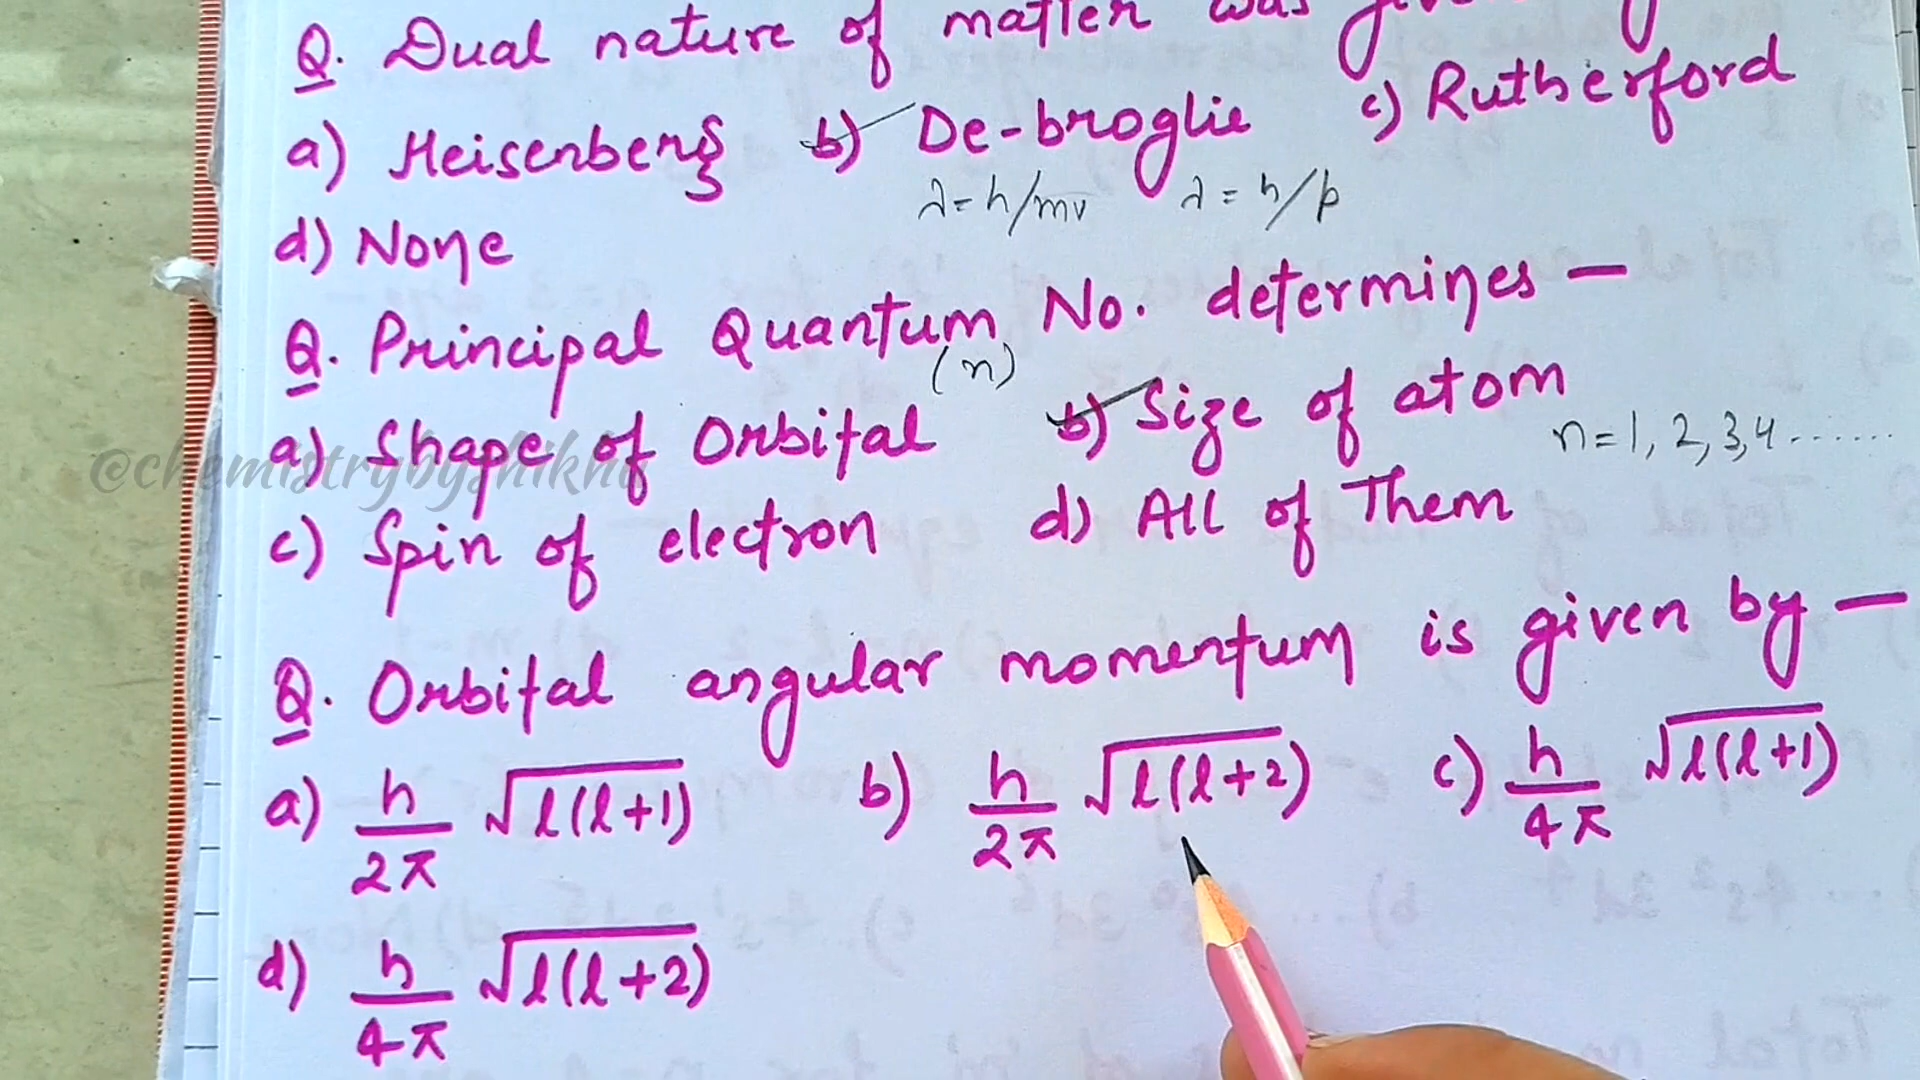 Q. Dual nature of matter was
a) Heisenberg b) De-broglie c) Rutherford
λ=h/mv λ=h/p
d) None
Q. Principal Quantum No. determines —
(n)
a) Shape of Orbital b) Size of atom
n=1, 2, 3, 4 ......
@chemistrybyshikha
c) Spin of electron d) All of Them
Q. Orbital angular momentum is given by —
a) h/2π √l(l+1) b) h/2π √l(l+2) c) h/4π √l(l+1)
d) h/4π √l(l+2)